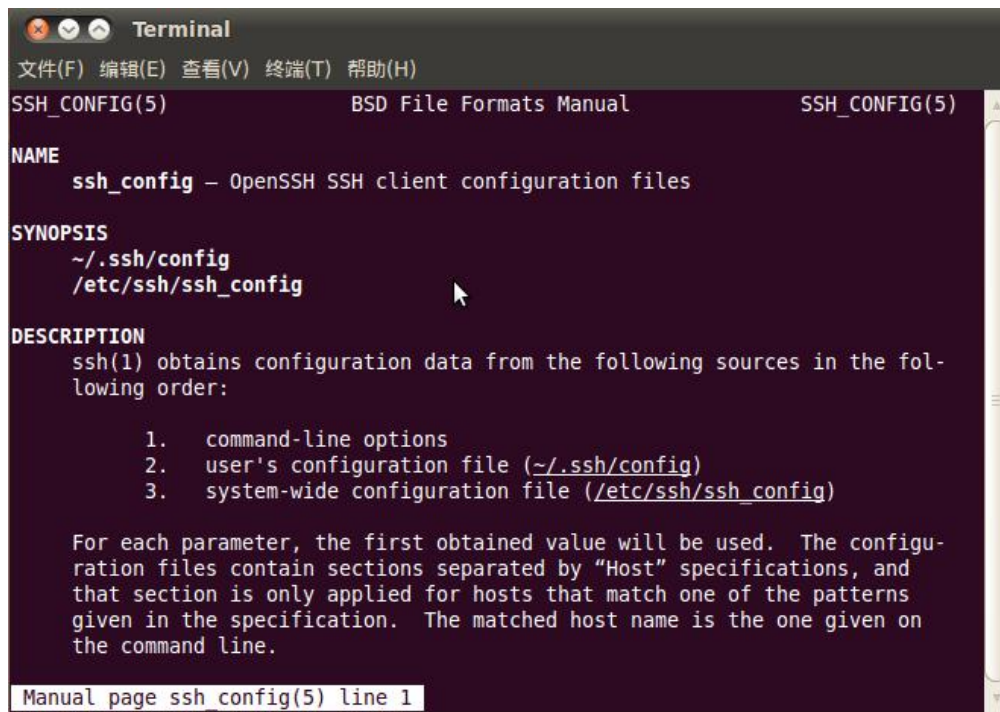 Terminal
文件(F) 编辑(E) 查看(V) 终端(T) 帮助(H)
SSH_CONFIG(5) BSD File Formats Manual SSH_CONFIG(5)
NAME
ssh_config — OpenSSH SSH client configuration files
SYNOPSIS
~/.ssh/config
/etc/ssh/ssh_config
DESCRIPTION
ssh(1) obtains configuration data from the following sources in the fol-
lowing order:
1. command-line options
2. user's configuration file (~/.ssh/config)
3. system-wide configuration file (/etc/ssh/ssh_config)
For each parameter, the first obtained value will be used. The configu-
ration files contain sections separated by “Host” specifications, and
that section is only applied for hosts that match one of the patterns
given in the specification. The matched host name is the one given on
the command line.
Manual page ssh_config(5) line 1